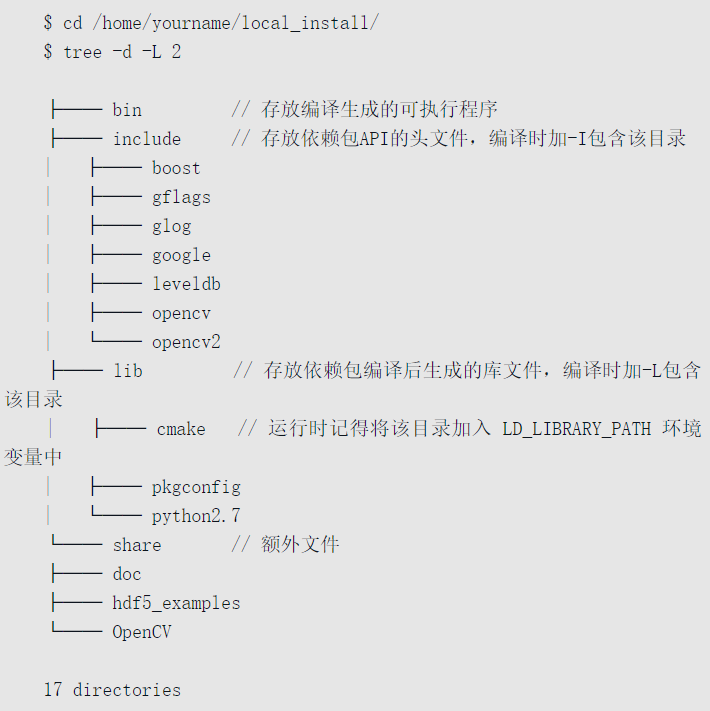 $ cd /home/yourname/local_install/
$ tree -d -L 2
├── bin // 存放编译生成的可执行程序
├── include // 存放依赖包API的头文件，编译时加-I包含该目录
│ ├── boost
│ ├── gflags
│ ├── glog
│ ├── google
│ ├── leveldb
│ ├── opencv
│ └── opencv2
├── lib // 存放依赖包编译后生成的库文件，编译时加-L包含
该目录
│ ├── cmake // 运行时记得将该目录加入 LD_LIBRARY_PATH 环境
变量中
│ ├── pkgconfig
│ └── python2.7
└── share // 额外文件
├── doc
├── hdf5_examples
└── OpenCV
17 directories